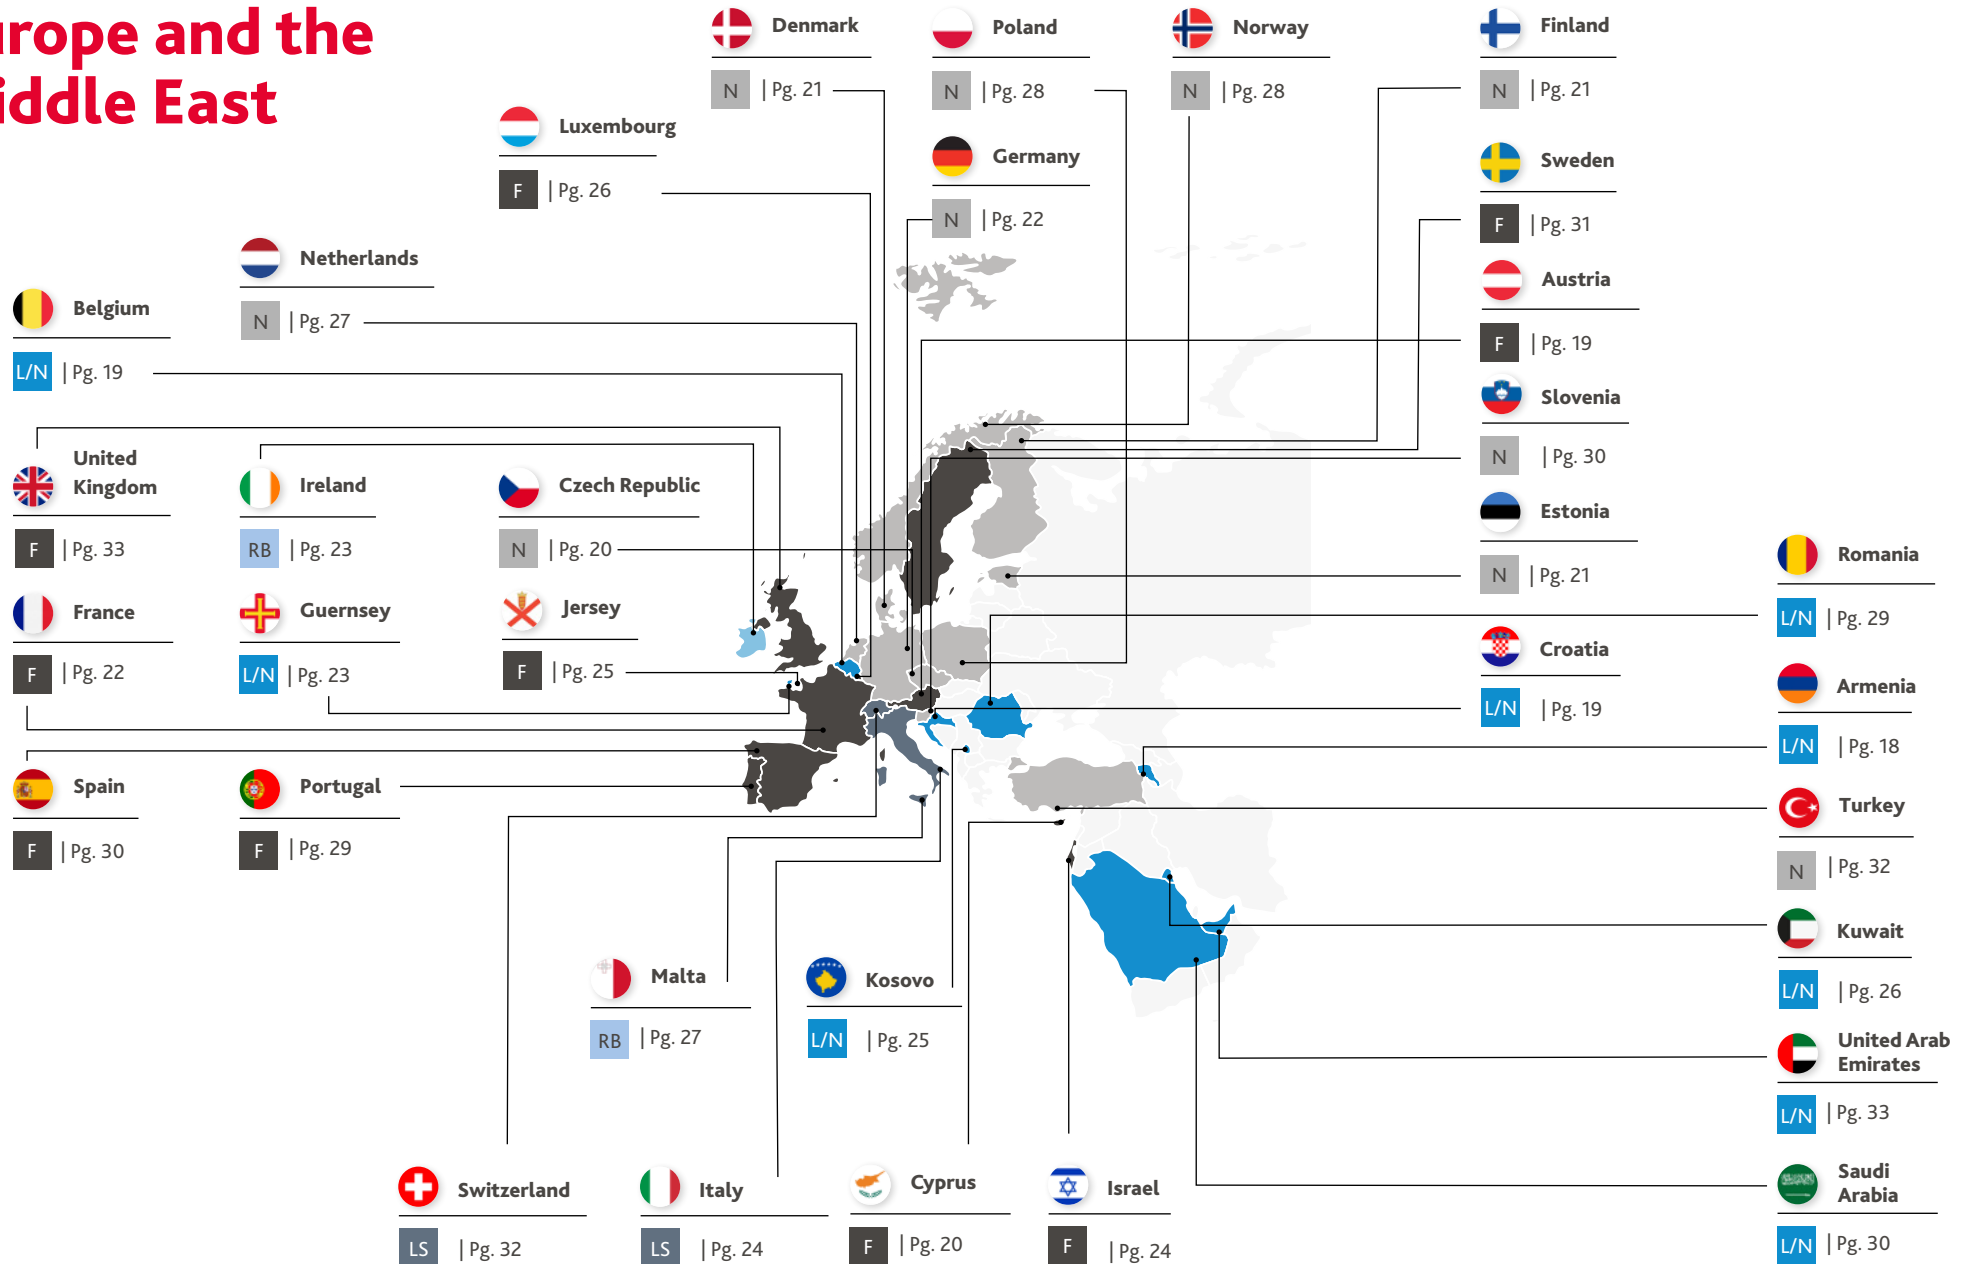 urope and the
iddle East
Denmark
N | Pg. 21
Poland
N | Pg. 28
Norway
N | Pg. 28
Finland
N | Pg. 21
Luxembourg
F | Pg. 26
Germany
N | Pg. 22
Sweden
F | Pg. 31
Netherlands
N | Pg. 27
Austria
F | Pg. 19
Belgium
L/N | Pg. 19
Slovenia
N | Pg. 30
United
Kingdom
F | Pg. 33
Ireland
RB | Pg. 23
Czech Republic
N | Pg. 20
Estonia
N | Pg. 21
Romania
L/N | Pg. 29
France
F | Pg. 22
Guernsey
L/N | Pg. 23
Jersey
F | Pg. 25
Croatia
L/N | Pg. 19
Armenia
L/N | Pg. 18
Spain
F | Pg. 30
Portugal
F | Pg. 29
Turkey
N | Pg. 32
Kuwait
L/N | Pg. 26
Malta
RB | Pg. 27
Kosovo
L/N | Pg. 25
United Arab
Emirates
L/N | Pg. 33
Switzerland
LS | Pg. 32
Italy
LS | Pg. 24
Cyprus
F | Pg. 20
Israel
F | Pg. 24
Saudi
Arabia
L/N | Pg. 30